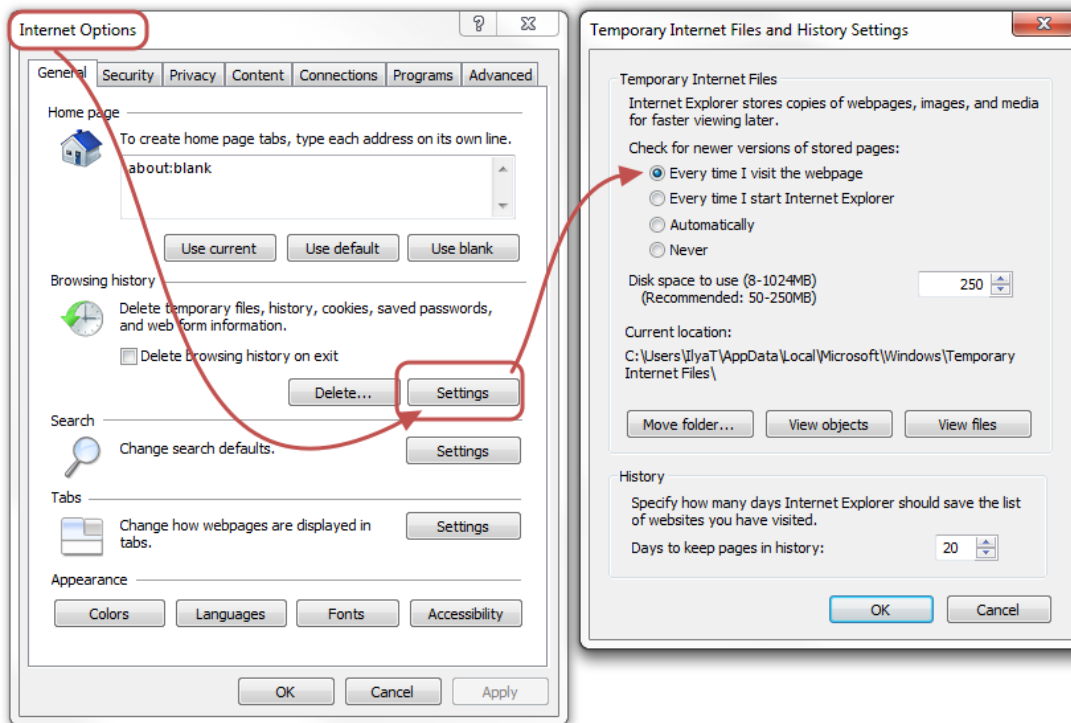 Internet Options
General Security Privacy Content Connections Programs Advanced
Home page
To create home page tabs, type each address on its own line.
about:blank
Use current Use default Use blank
Browsing history
Delete temporary files, history, cookies, saved passwords,
and web form information.
Delete browsing history on exit
Delete... Settings
Search
Change search defaults.
Settings
Tabs
Change how webpages are displayed in
tabs.
Settings
Appearance
Colors Languages Fonts Accessibility
OK Cancel Apply
Temporary Internet Files and History Settings
Temporary Internet Files
Internet Explorer stores copies of webpages, images, and media
for faster viewing later.
Check for newer versions of stored pages:
Every time I visit the webpage
Every time I start Internet Explorer
Automatically
Never
Disk space to use (8-1024MB)
(Recommended: 50-250MB)
250
Current location:
C:\Users\IlyaT\AppData\Local\Microsoft\Windows\Temporary
Internet Files\
Move folder... View objects View files
History
Specify how many days Internet Explorer should save the list
of websites you have visited.
Days to keep pages in history: 20
OK Cancel